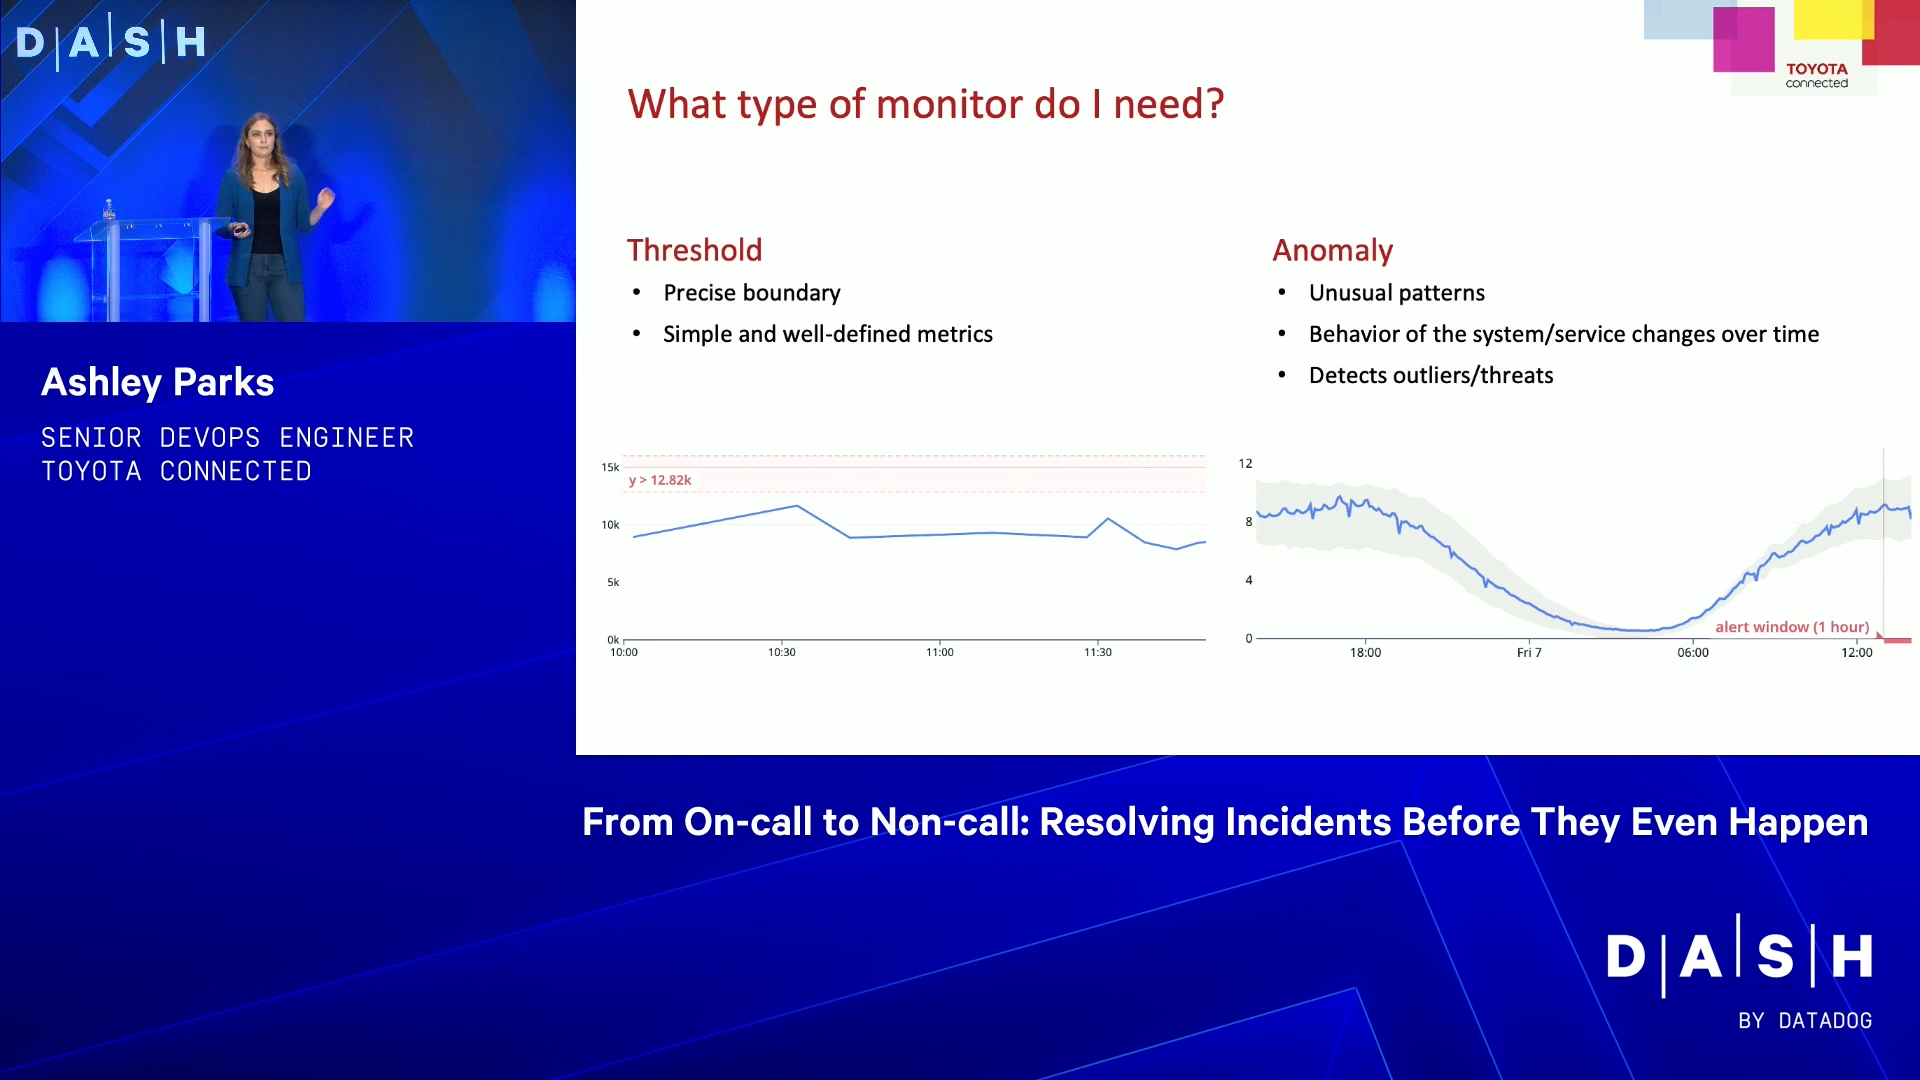 D|A|S|H
TOYOTA
connected
What type of monitor do I need?
Threshold
• Precise boundary
• Simple and well-defined metrics
Anomaly
• Unusual patterns
• Behavior of the system/service changes over time
• Detects outliers/threats
15k
y > 12.82k
10k
5k
0k
10:00 10:30 11:00 11:30
12
8
4
0
alert window (1 hour)
18:00 Fri 7 06:00 12:00
Ashley Parks
SENIOR DEVOPS ENGINEER
TOYOTA CONNECTED
From On-call to Non-call: Resolving Incidents Before They Even Happen
D|A|S|H
BY DATADOG